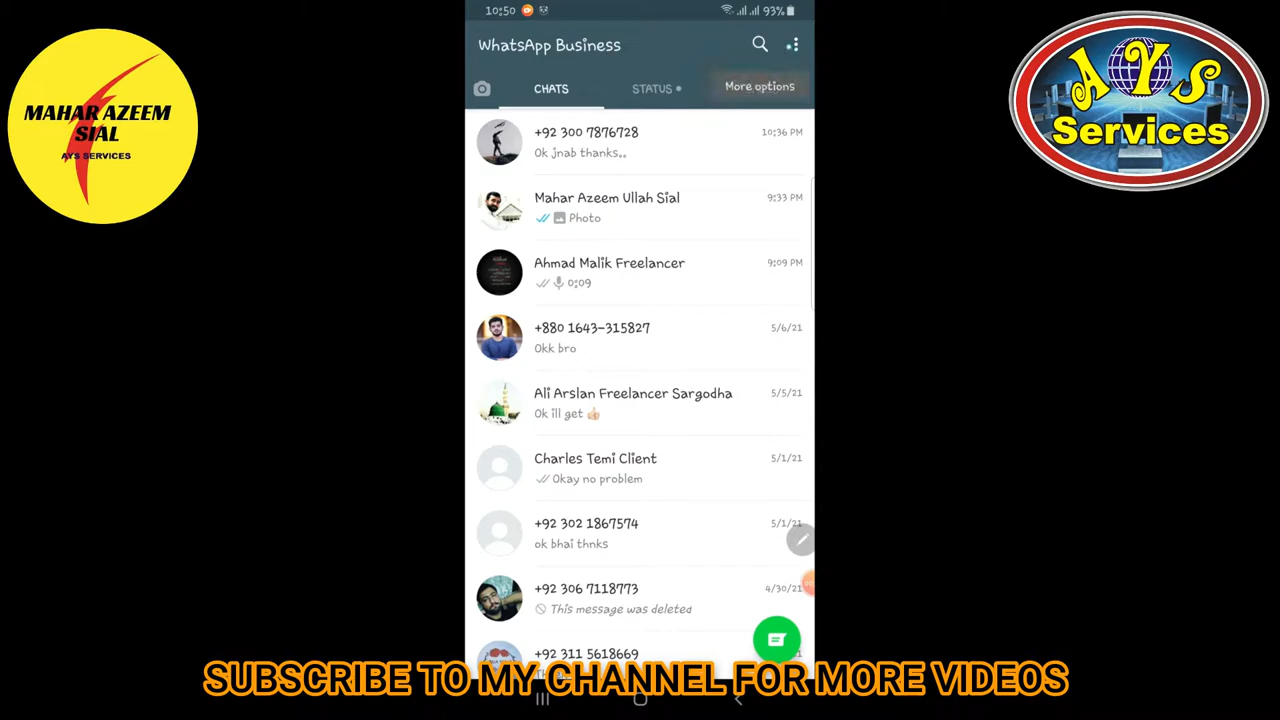 MAHAR AZEEM
SIAL
AYS SERVICES
10:50
93%
WhatsApp Business
CHATS
STATUS
More options
+92 300 7876728
10:36 PM
Ok jnab thanks,,
Mahar Azeem Ullah Sial
9:33 PM
Photo
Ahmad Malik Freelancer
9:09 PM
0:09
+880 1643-315827
5/6/21
Okk bro
Ali Arslan Freelancer Sargodha
5/5/21
Ok ill get 👍🏻
Charles Temi Client
5/1/21
Okay no problem
+92 302 1867574
5/1/21
ok bhai thnks
+92 306 7118773
4/30/21
This message was deleted
+92 311 5618669
AYS
Services
SUBSCRIBE TO MY CHANNEL FOR MORE VIDEOS